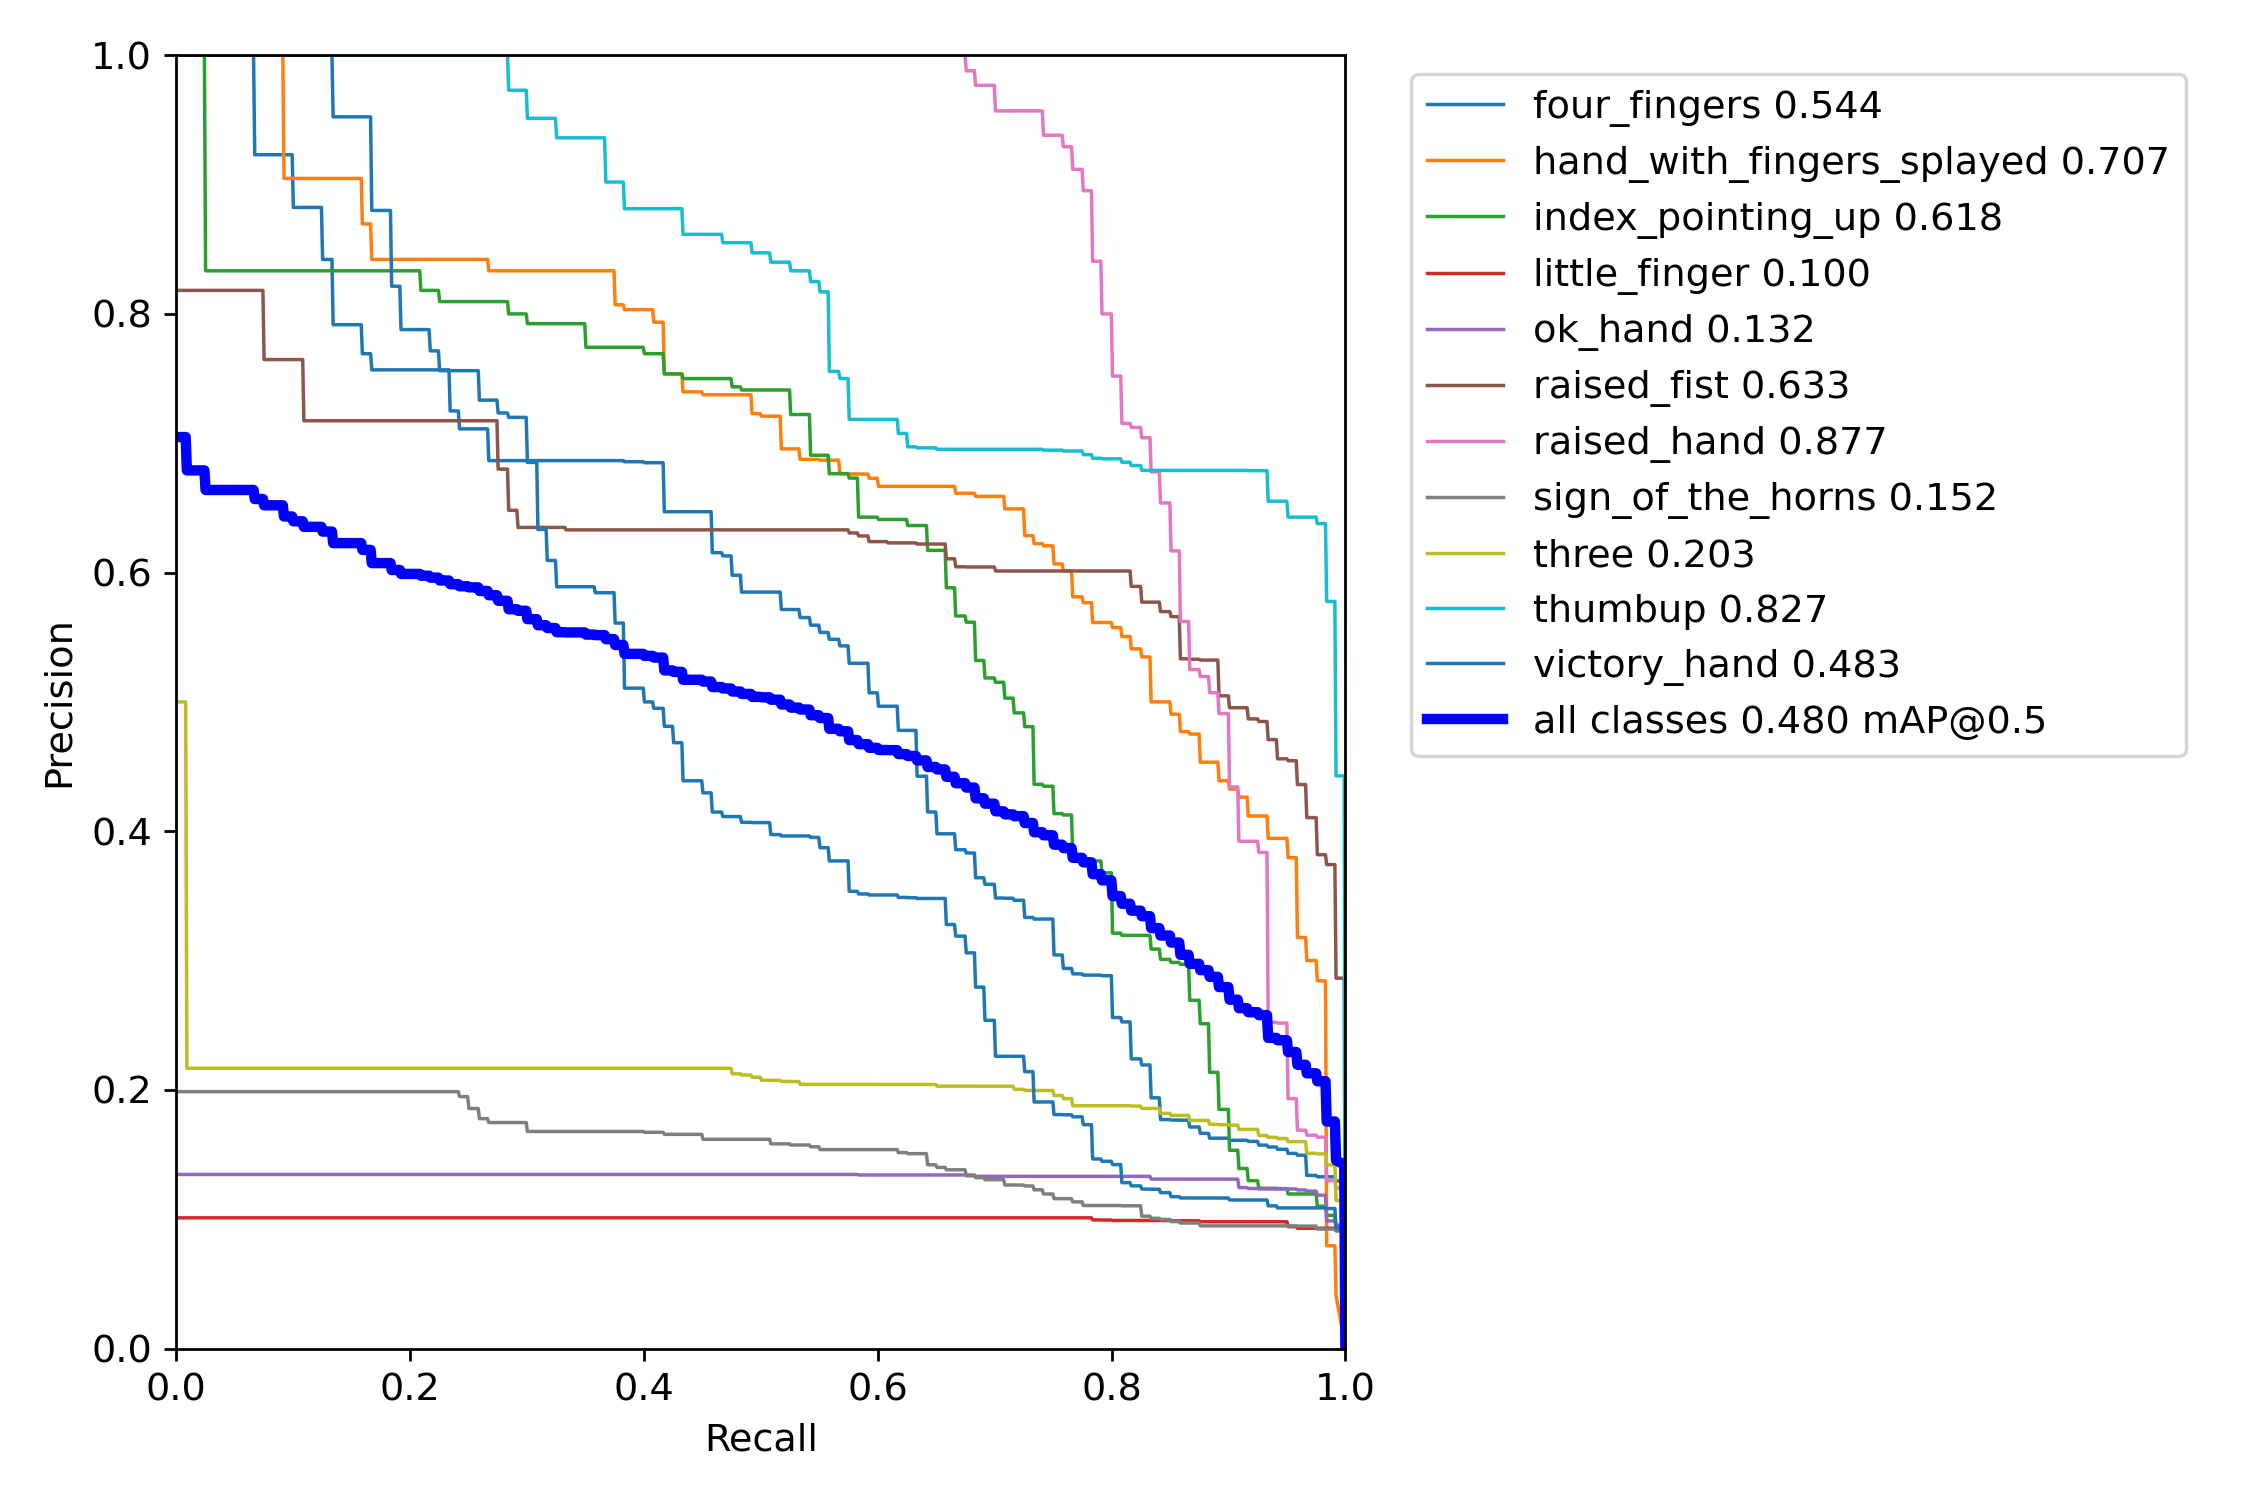 1.0
0.8
0.6
0.4
0.2
0.0
Precision
0.0 0.2 0.4 0.6 0.8 1.0
Recall
four_fingers 0.544
hand_with_fingers_splayed 0.707
index_pointing_up 0.618
little_finger 0.100
ok_hand 0.132
raised_fist 0.633
raised_hand 0.877
sign_of_the_horns 0.152
three 0.203
thumbup 0.827
victory_hand 0.483
all classes 0.480 mAP@0.5